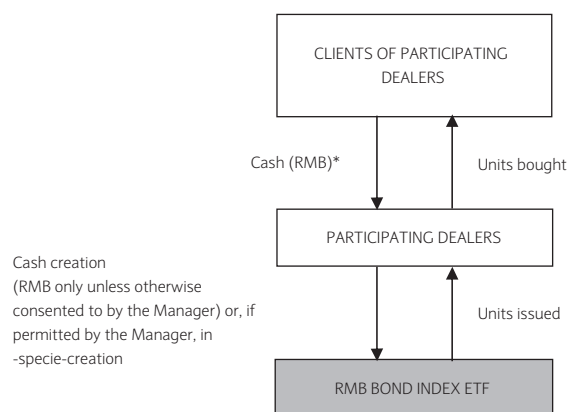 CLIENTS OF PARTICIPATING
DEALERS
Cash (RMB)*
Units bought
PARTICIPATING DEALERS
Cash creation
(RMB only unless otherwise
consented to by the Manager) or, if
permitted by the Manager, in
-specie-creation
Units issued
RMB BOND INDEX ETF